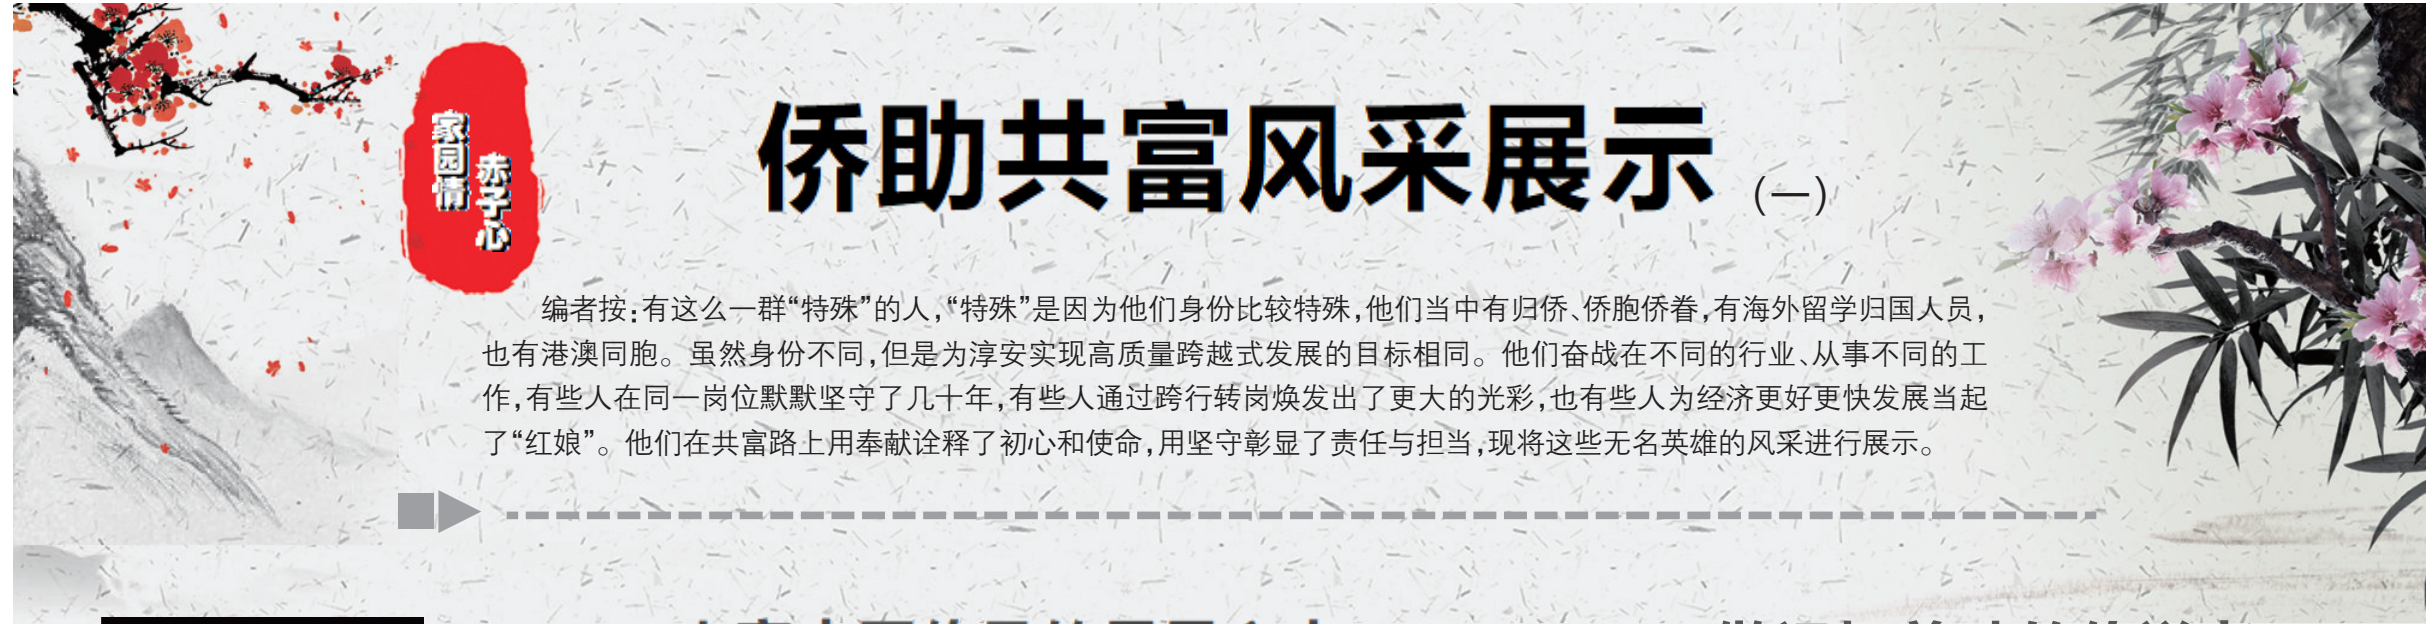 家园情
赤子心
侨助共富风采展示
(一)
编者按：有这么一群“特殊”的人，“特殊”是因为他们身份比较特殊，他们当中有归侨、侨胞侨眷，有海外留学归国人员，
也有港澳同胞。虽然身份不同，但是为淳安实现高质量跨越式发展的目标相同。他们奋战在不同的行业、从事不同的工
作，有些人在同一岗位默默坚守了几十年，有些人通过跨行转岗焕发出了更大的光彩，也有些人为经济更好更快发展当起
了“红娘”。他们在共富路上用奉献诠释了初心和使命，用坚守彰显了责任与担当，现将这些无名英雄的风采进行展示。